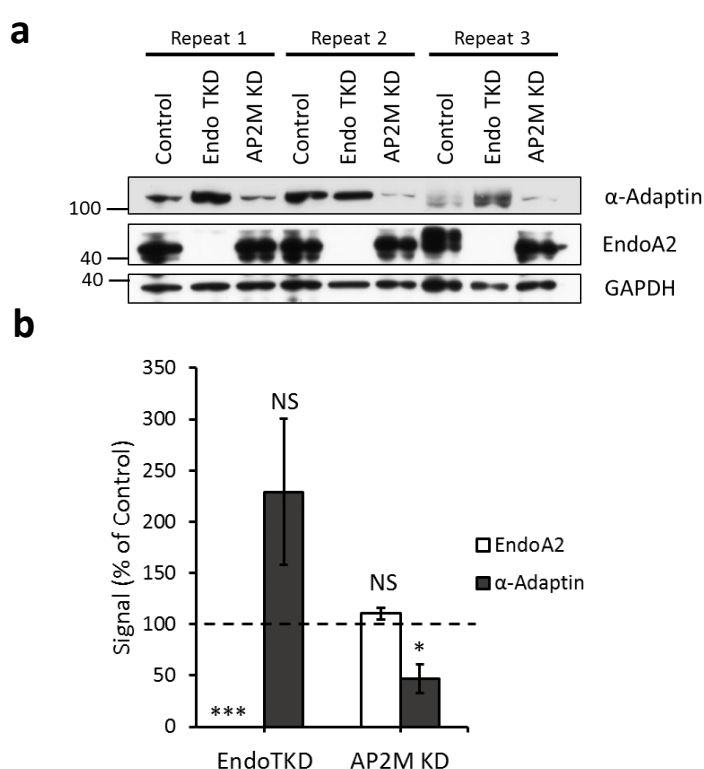 a
Repeat 1 Repeat 2 Repeat 3
Control Endo TKD AP2M KD Control Endo TKD AP2M KD Control Endo TKD AP2M KD
100 α-Adaptin
40 EndoA2
40 GAPDH
b
Signal (% of Control)
350
300
250
200
150
100
50
0
NS
NS
*
***
EndoA2
α-Adaptin
EndoTKD AP2M KD